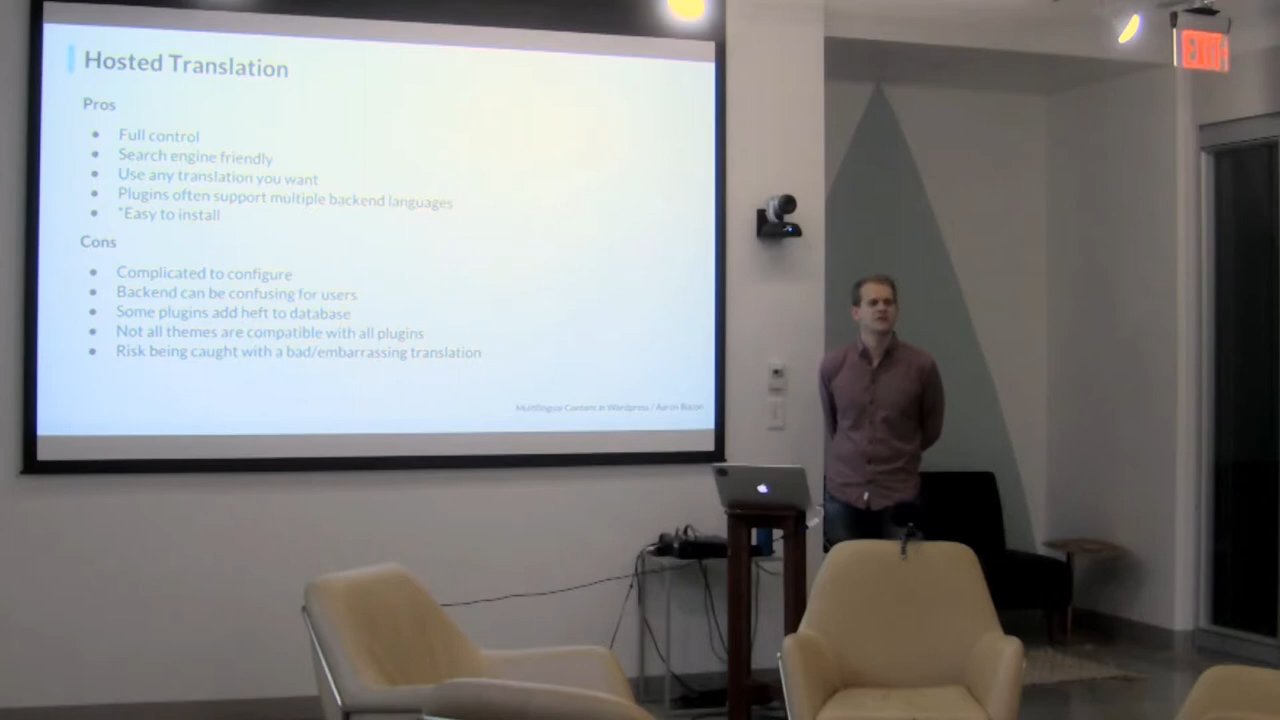 Hosted Translation
Pros
● Full control
● Search engine friendly
● Use any translation you want
● Plugins often support multiple backend languages
● *Easy to install
Cons
● Complicated to configure
● Backend can be confusing for users
● Some plugins add heft to database
● Not all themes are compatible with all plugins
● Risk being caught with a bad/embarrassing translation
Multilingual Content in Wordpress / Aaron Bacon
EXIT